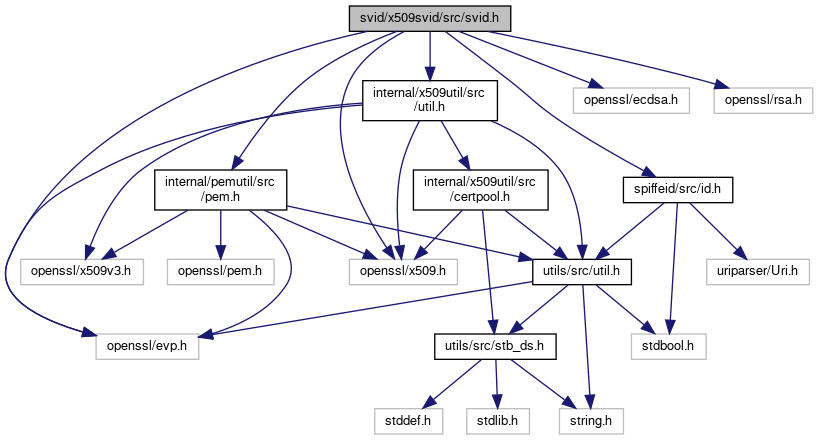 svid/x509svid/src/svid.h
internal/x509util/src
/util.h
openssl/ecdsa.h
openssl/rsa.h
internal/pemutil/src
/pem.h
internal/x509util/src
/certpool.h
spiffeid/src/id.h
openssl/x509v3.h
openssl/pem.h
openssl/x509.h
utils/src/util.h
uriparser/Uri.h
openssl/evp.h
utils/src/stb_ds.h
stdbool.h
stddef.h
stdlib.h
string.h